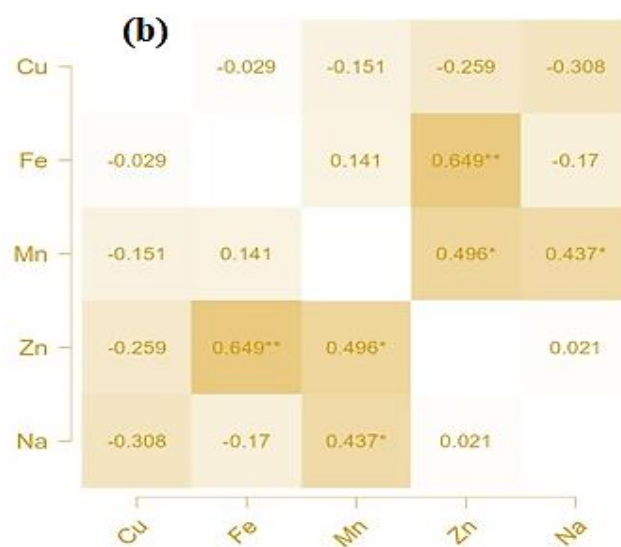 (b)
Cu -0.029 -0.151 -0.259 -0.308
Fe -0.029 0.141 0.649** -0.17
Mn -0.151 0.141 0.496* 0.437*
Zn -0.259 0.649** 0.496* 0.021
Na -0.308 -0.17 0.437* 0.021
Cu Fe Mn Zn Na